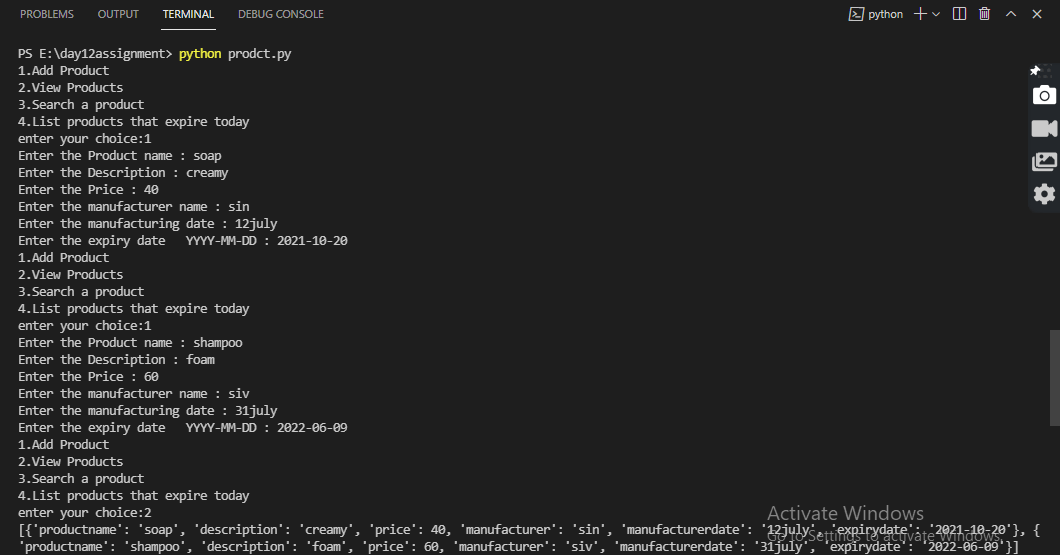 PROBLEMS OUTPUT TERMINAL DEBUG CONSOLE python
PS E:\day12assignment> python prodct.py
1.Add Product
2.View Products
3.Search a product
4.List products that expire today
enter your choice:1
Enter the Product name : soap
Enter the Description : creamy
Enter the Price : 40
Enter the manufacturer name : sin
Enter the manufacturing date : 12july
Enter the expiry date   YYYY-MM-DD : 2021-10-20
1.Add Product
2.View Products
3.Search a product
4.List products that expire today
enter your choice:1
Enter the Product name : shampoo
Enter the Description : foam
Enter the Price : 60
Enter the manufacturer name : siv
Enter the manufacturing date : 31july
Enter the expiry date   YYYY-MM-DD : 2022-06-09
1.Add Product
2.View Products
3.Search a product
4.List products that expire today
enter your choice:2
[{'productname': 'soap', 'description': 'creamy', 'price': 40, 'manufacturer': 'sin', 'manufacturerdate': '12july', 'expirydate': '2021-10-20'}, {
'productname': 'shampoo', 'description': 'foam', 'price': 60, 'manufacturer': 'siv', 'manufacturerdate': '31july', 'expirydate': '2022-06-09'}]
Activate Windows
Go to Settings to activate Windows.